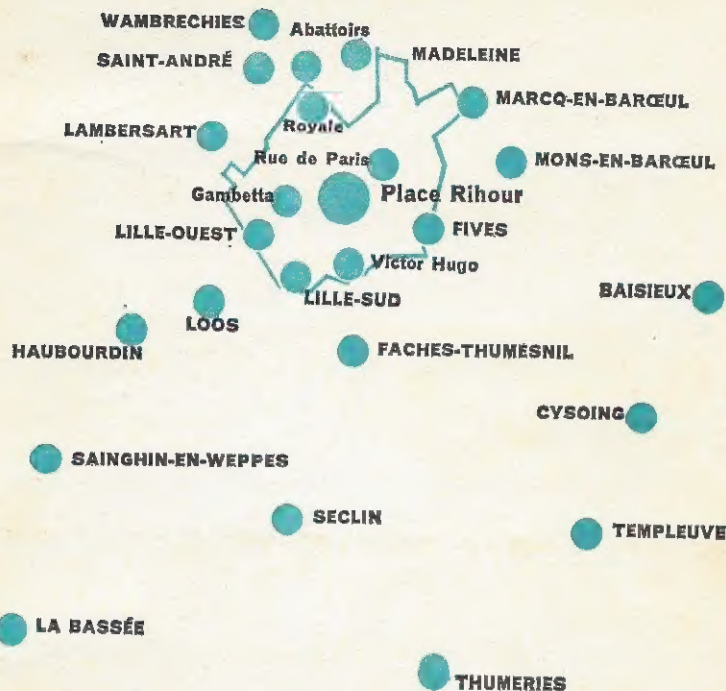 WAMBRECHIES
Abattoirs
SAINT-ANDRÉ
MADELEINE
MARCQ-EN-BARŒUL
LAMBERSART
Royale
Rue de Paris
MONS-EN-BARŒUL
Gambetta
Place Rihour
LILLE-OUEST
FIVES
Victor Hugo
LILLE-SUD
BAISIEUX
LOOS
HAUBOURDIN
FACHES-THUMESNIL
CYSOING
SAINGHIN-EN-WEPPES
SECLIN
TEMPLEUVE
LA BASSÉE
THUMERIES